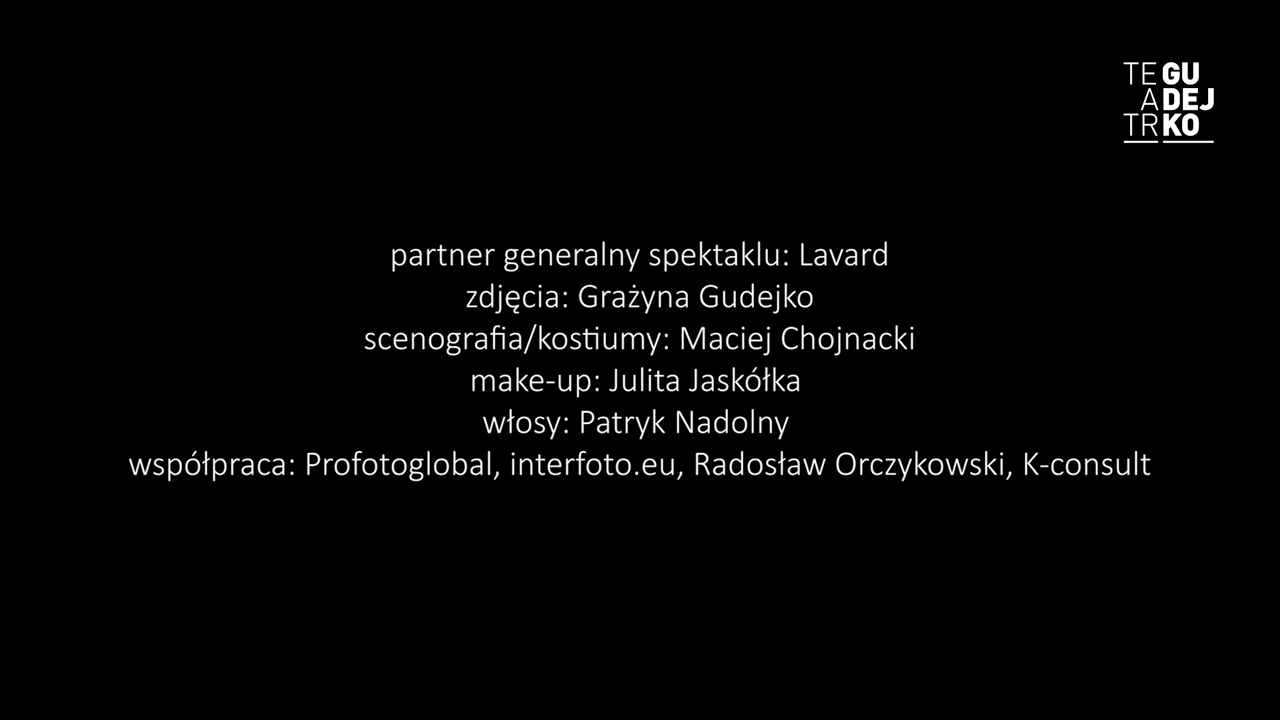 TE GU
A DEJ
TR KO
partner generalny spektaklu: Lavard
zdjęcia: Grażyna Gudejko
scenografia/kostiumy: Maciej Chojnacki
make-up: Julita Jaskółka
włosy: Patryk Nadolny
współpraca: Profotoglobal, interfoto.eu, Radosław Orczykowski, K-consult